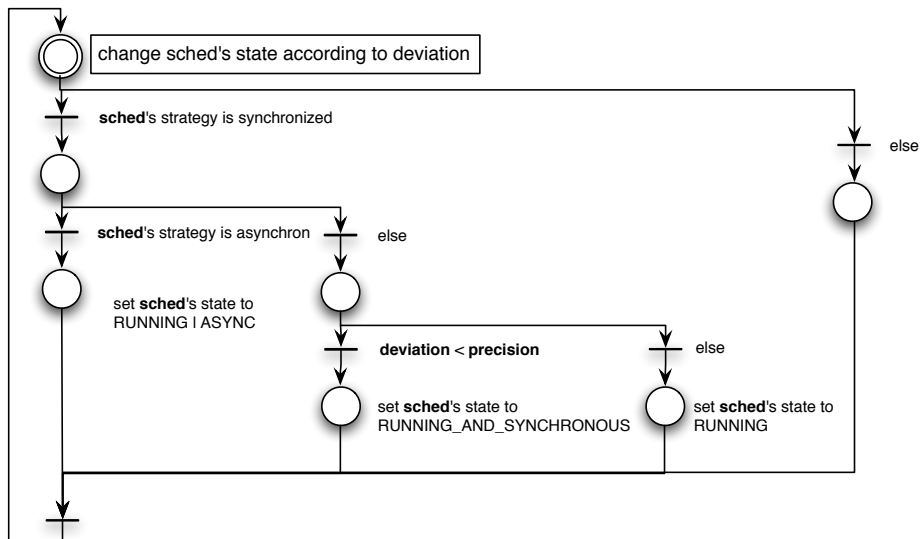 change sched's state according to deviation
sched's strategy is synchronized
else
sched's strategy is asynchron
else
set sched's state to
RUNNING | ASYNC
deviation < precision
else
set sched's state to
RUNNING_AND_SYNCHRONOUS
set sched's state to
RUNNING